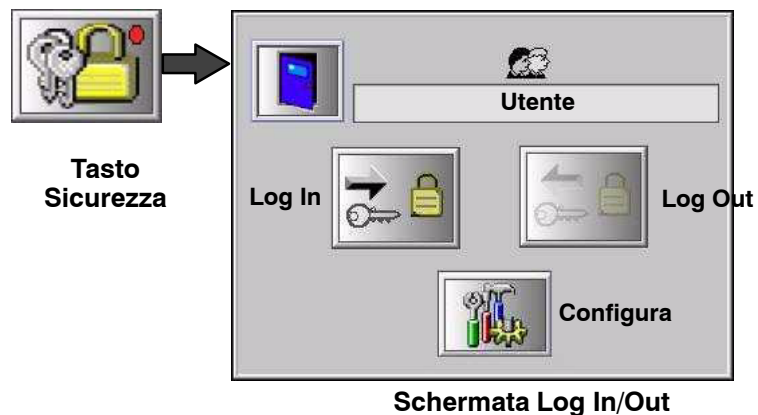 Utente
Tasto
Sicurezza
Log In
Log Out
Configura
Schermata Log In/Out